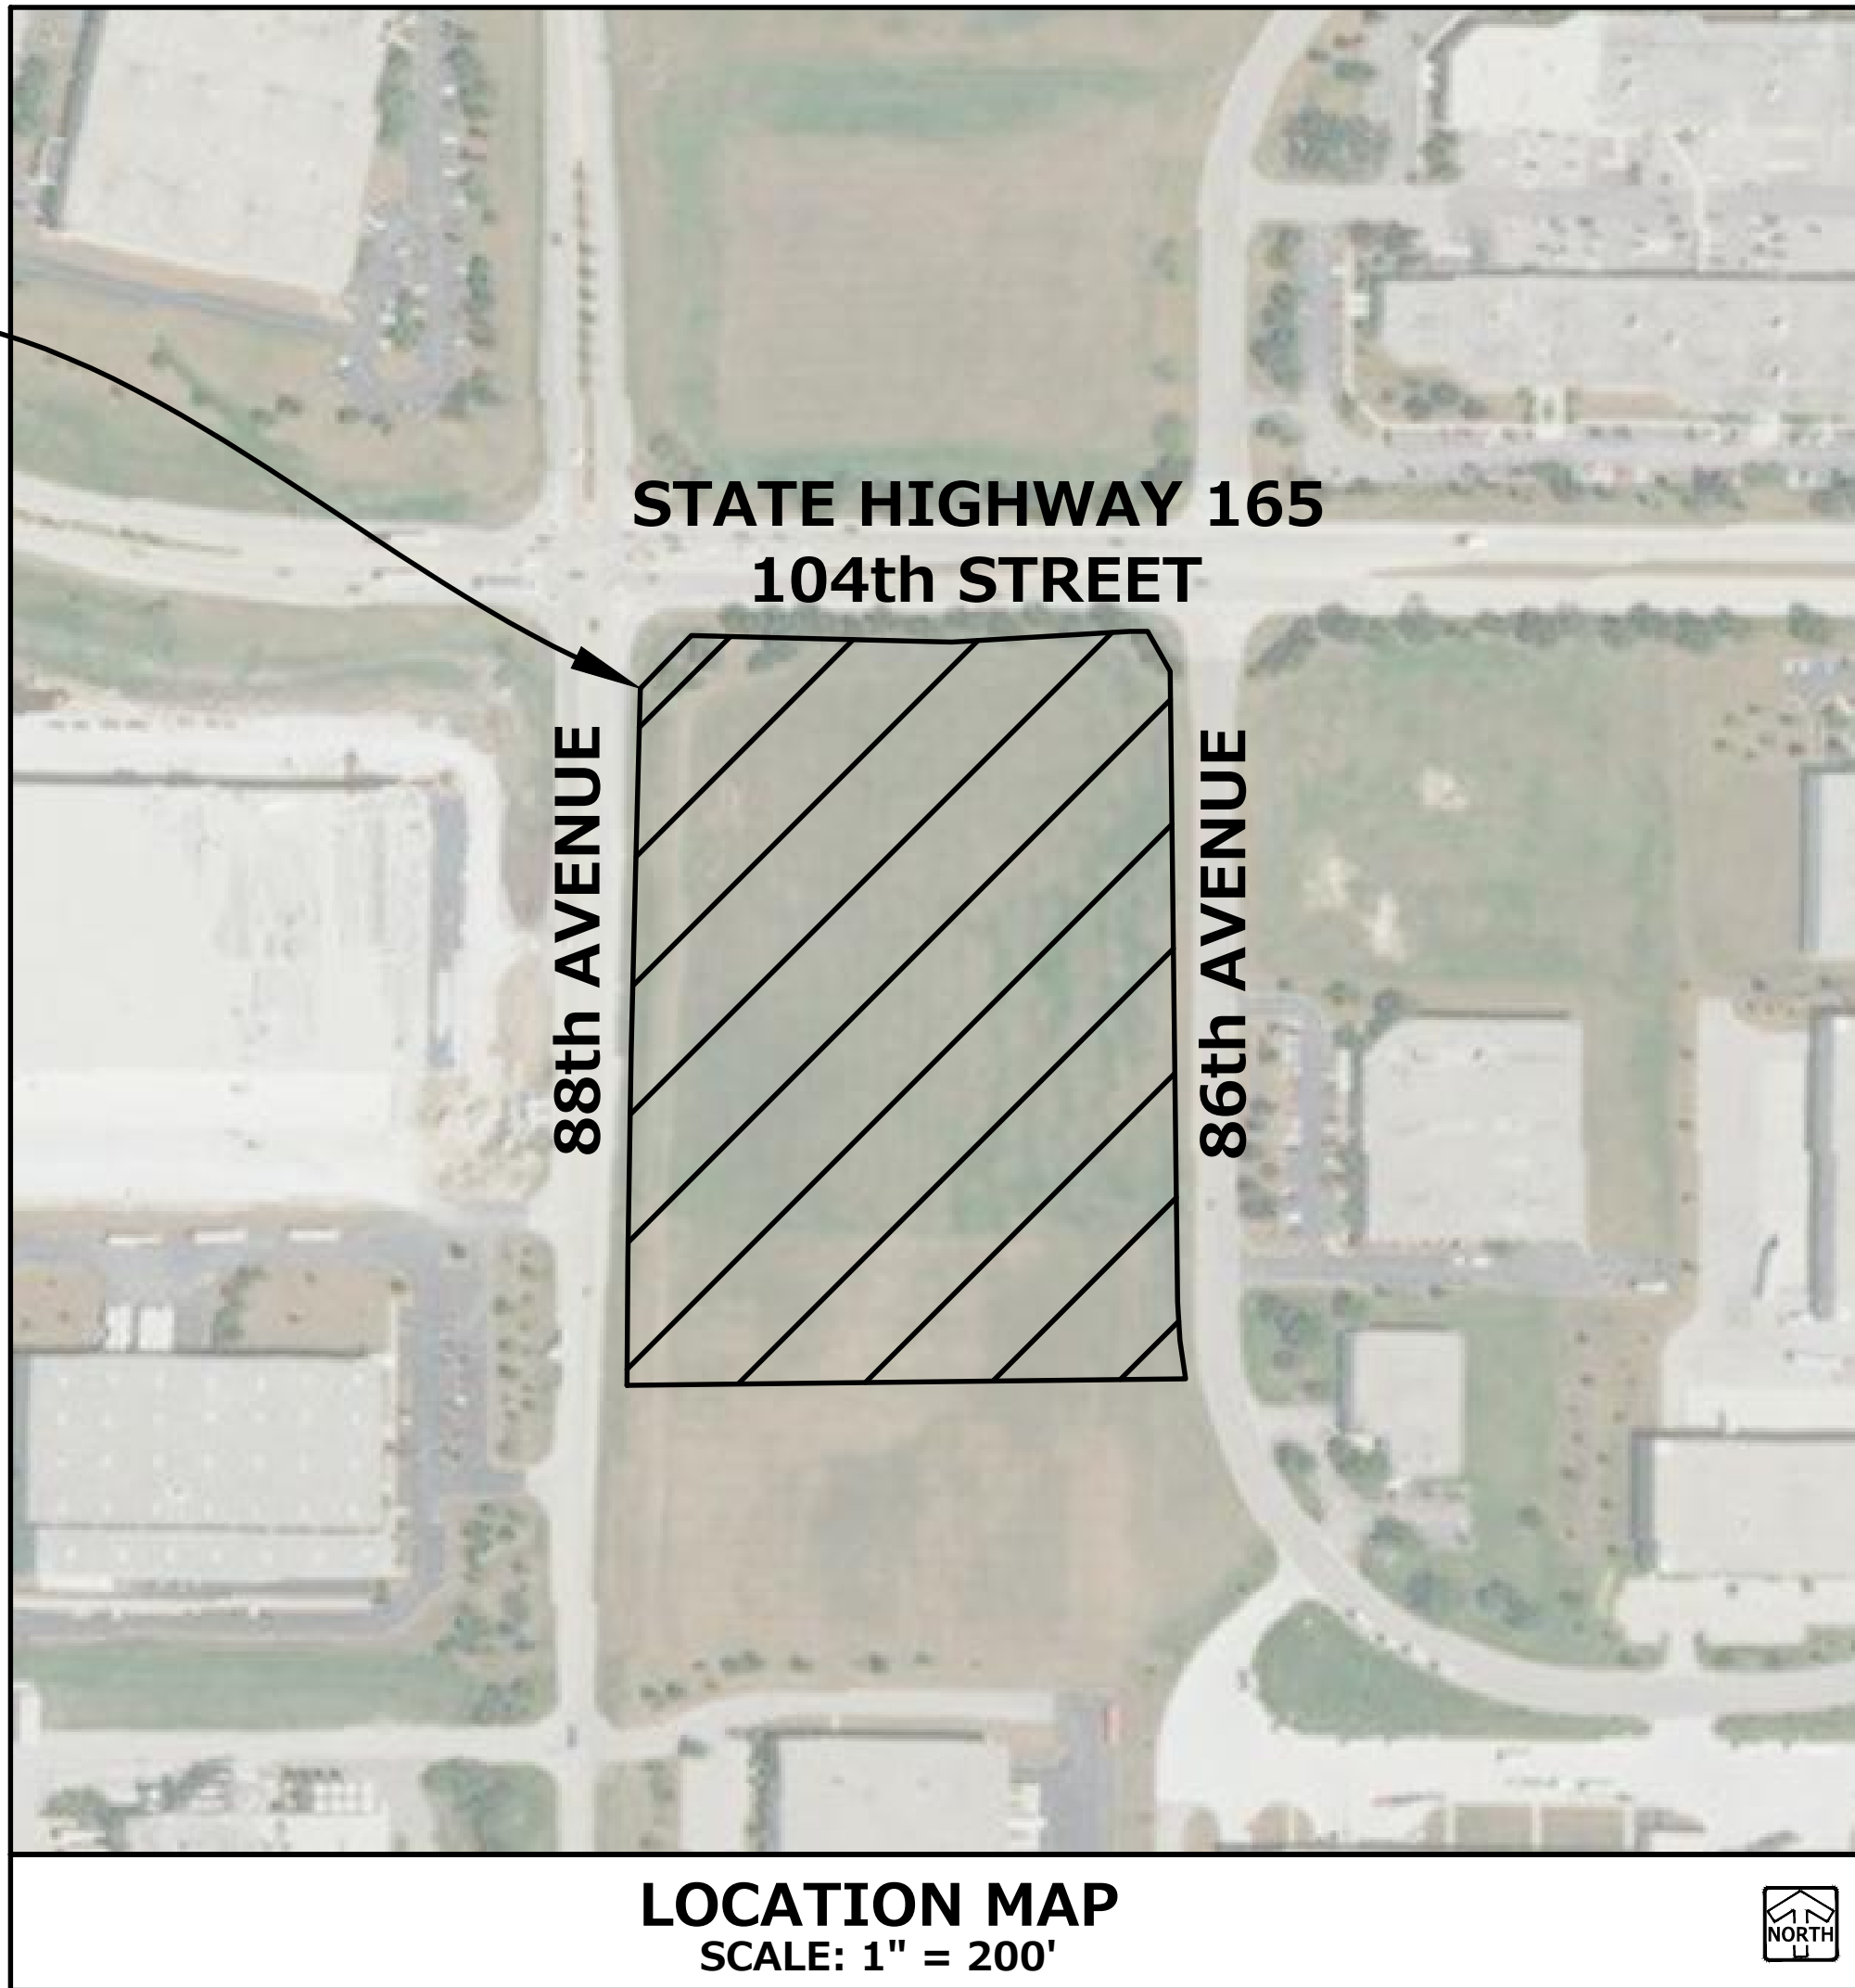 STATE HIGHWAY 165
104th STREET
88th AVENUE
86th AVENUE
LOCATION MAP
SCALE: 1" = 200'
NORTH